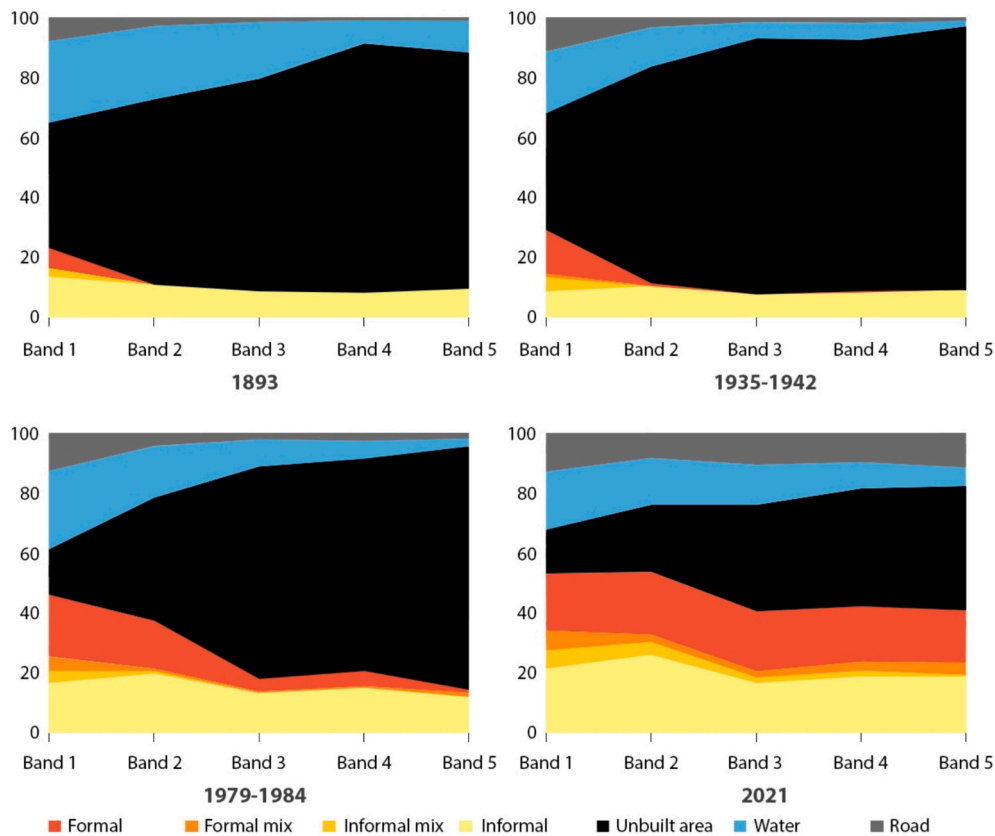 100 80 60 40 20 0
Band 1 Band 2 Band 3 Band 4 Band 5
1893
100 80 60 40 20 0
Band 1 Band 2 Band 3 Band 4 Band 5
1935-1942
100 80 60 40 20 0
Band 1 Band 2 Band 3 Band 4 Band 5
1979-1984
100 80 60 40 20 0
Band 1 Band 2 Band 3 Band 4 Band 5
2021
Formal Formal mix Informal mix Informal Unbuilt area Water Road